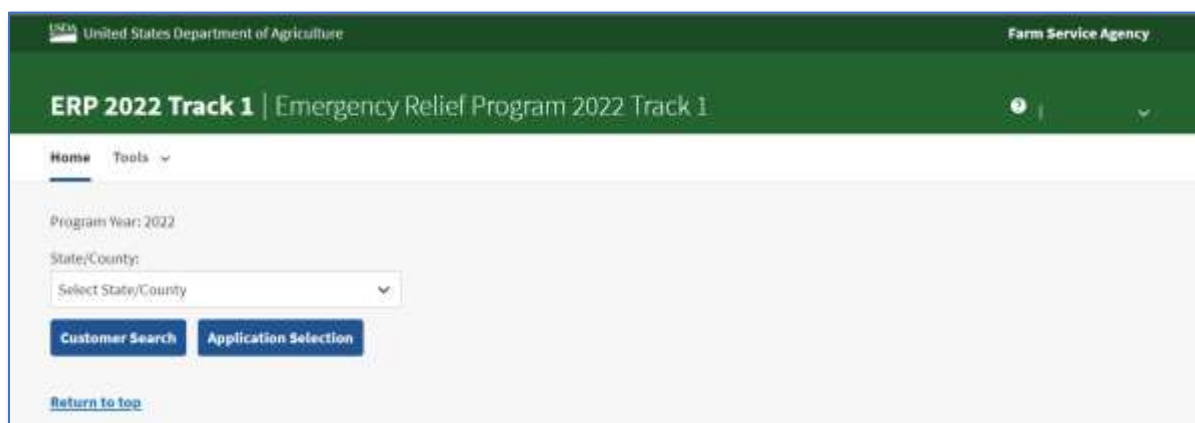 USDA United States Department of Agriculture Farm Service Agency
ERP 2022 Track 1 | Emergency Relief Program 2022 Track 1
Home Tools
Program Year: 2022
State/County:
Select State/County
Customer Search Application Selection
Return to top